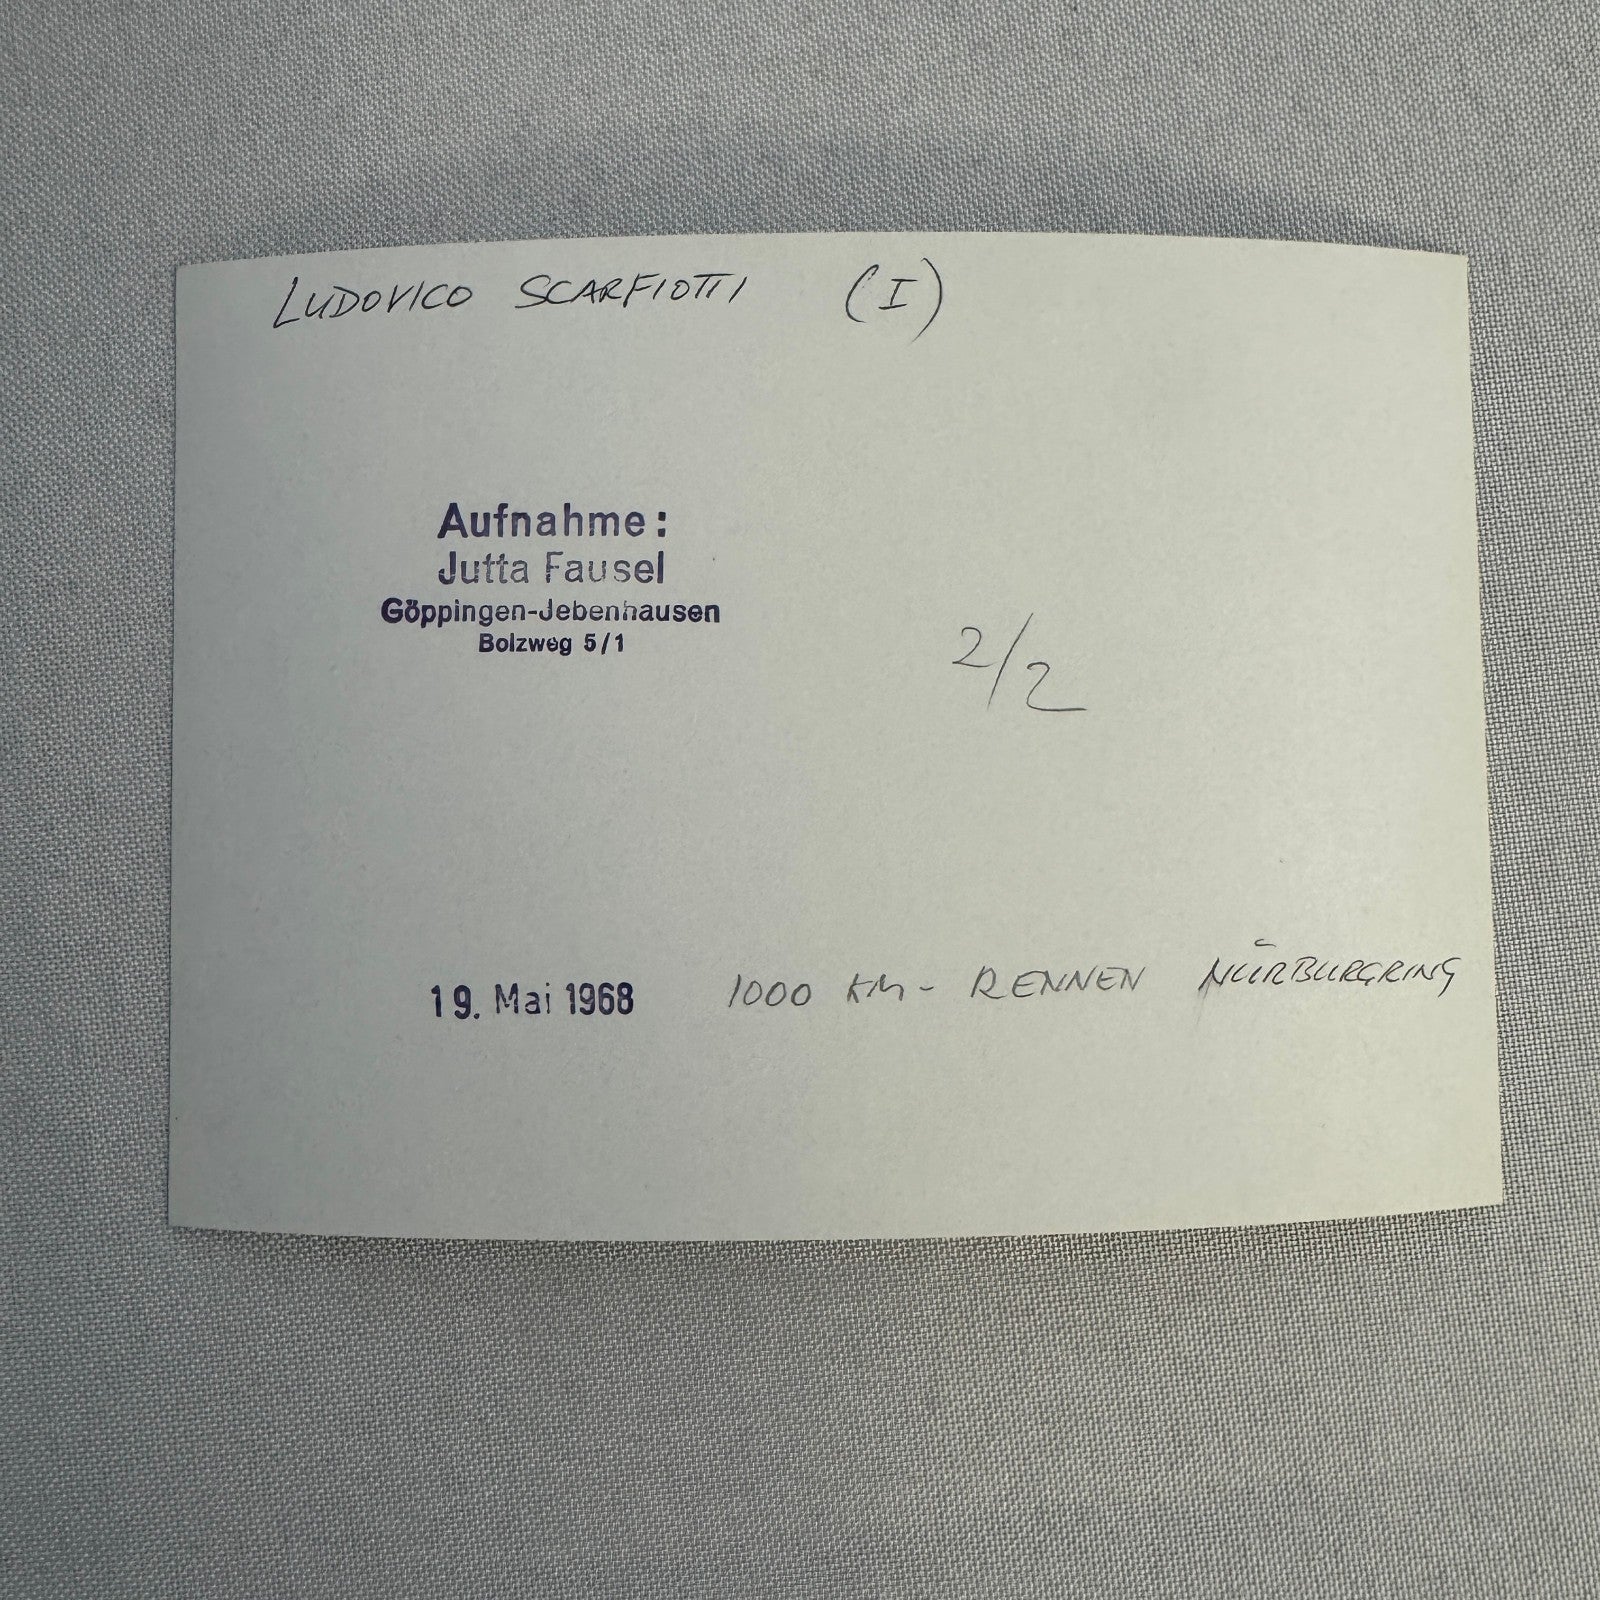 LUDOVICO SCARFIOTTI (I)
Aufnahme:
Jutta Fausel
Göppingen-Jebenhausen
Bolzweg 5/1
2/2
19. Mai 1968 1000 KM - RENNEN NÜRBURGRING